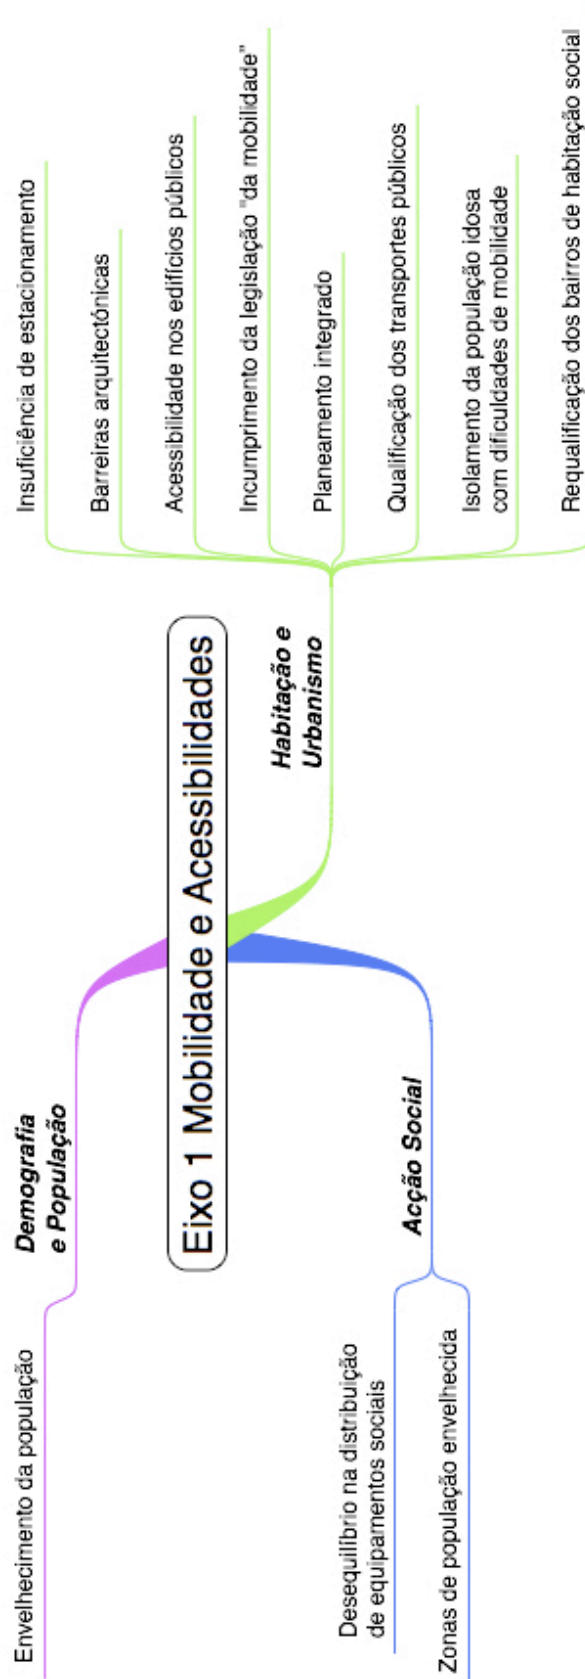 Eixo 1 Mobilidade e Acessibilidades
Demografia
e População
Envelhecimento da população
Acção Social
Desequilíbrio na distribuição
de equipamentos sociais
Zonas de população envelhecida
Habitação e
Urbanismo
Insuficiência de estacionamento
Barreiras arquitectónicas
Acessibilidade nos edifícios públicos
Incumprimento da legislação "da mobilidade"
Planeamento integrado
Qualificação dos transportes públicos
Isolamento da população idosa
com dificuldades de mobilidade
Requalificação dos bairros de habitação social